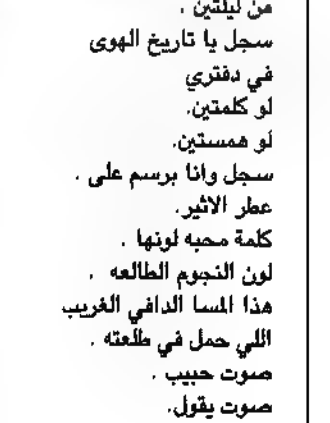 من ليلتين .
سجل يا تاريخ الهوى
في دفتري
لو كلمتين.
لو همستين.
سجل وانا برسم على .
عطر الاثير.
كلمة محبه لونها .
لون النجوم الطالعه .
هذا المسا الدافي الغريب
اللي حمل في طلعته .
صوت حبيب .
صوت يقول.